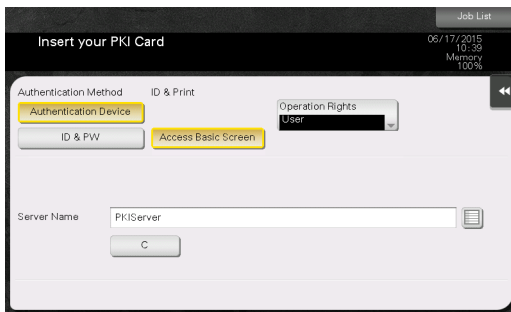 Job List
Insert your PKI Card
06/17/2015
10:39
Memory
100%
Authentication Method
ID & Print
Authentication Device
Operation Rights
User
ID & PW
Access Basic Screen
Server Name
PKIServer
C